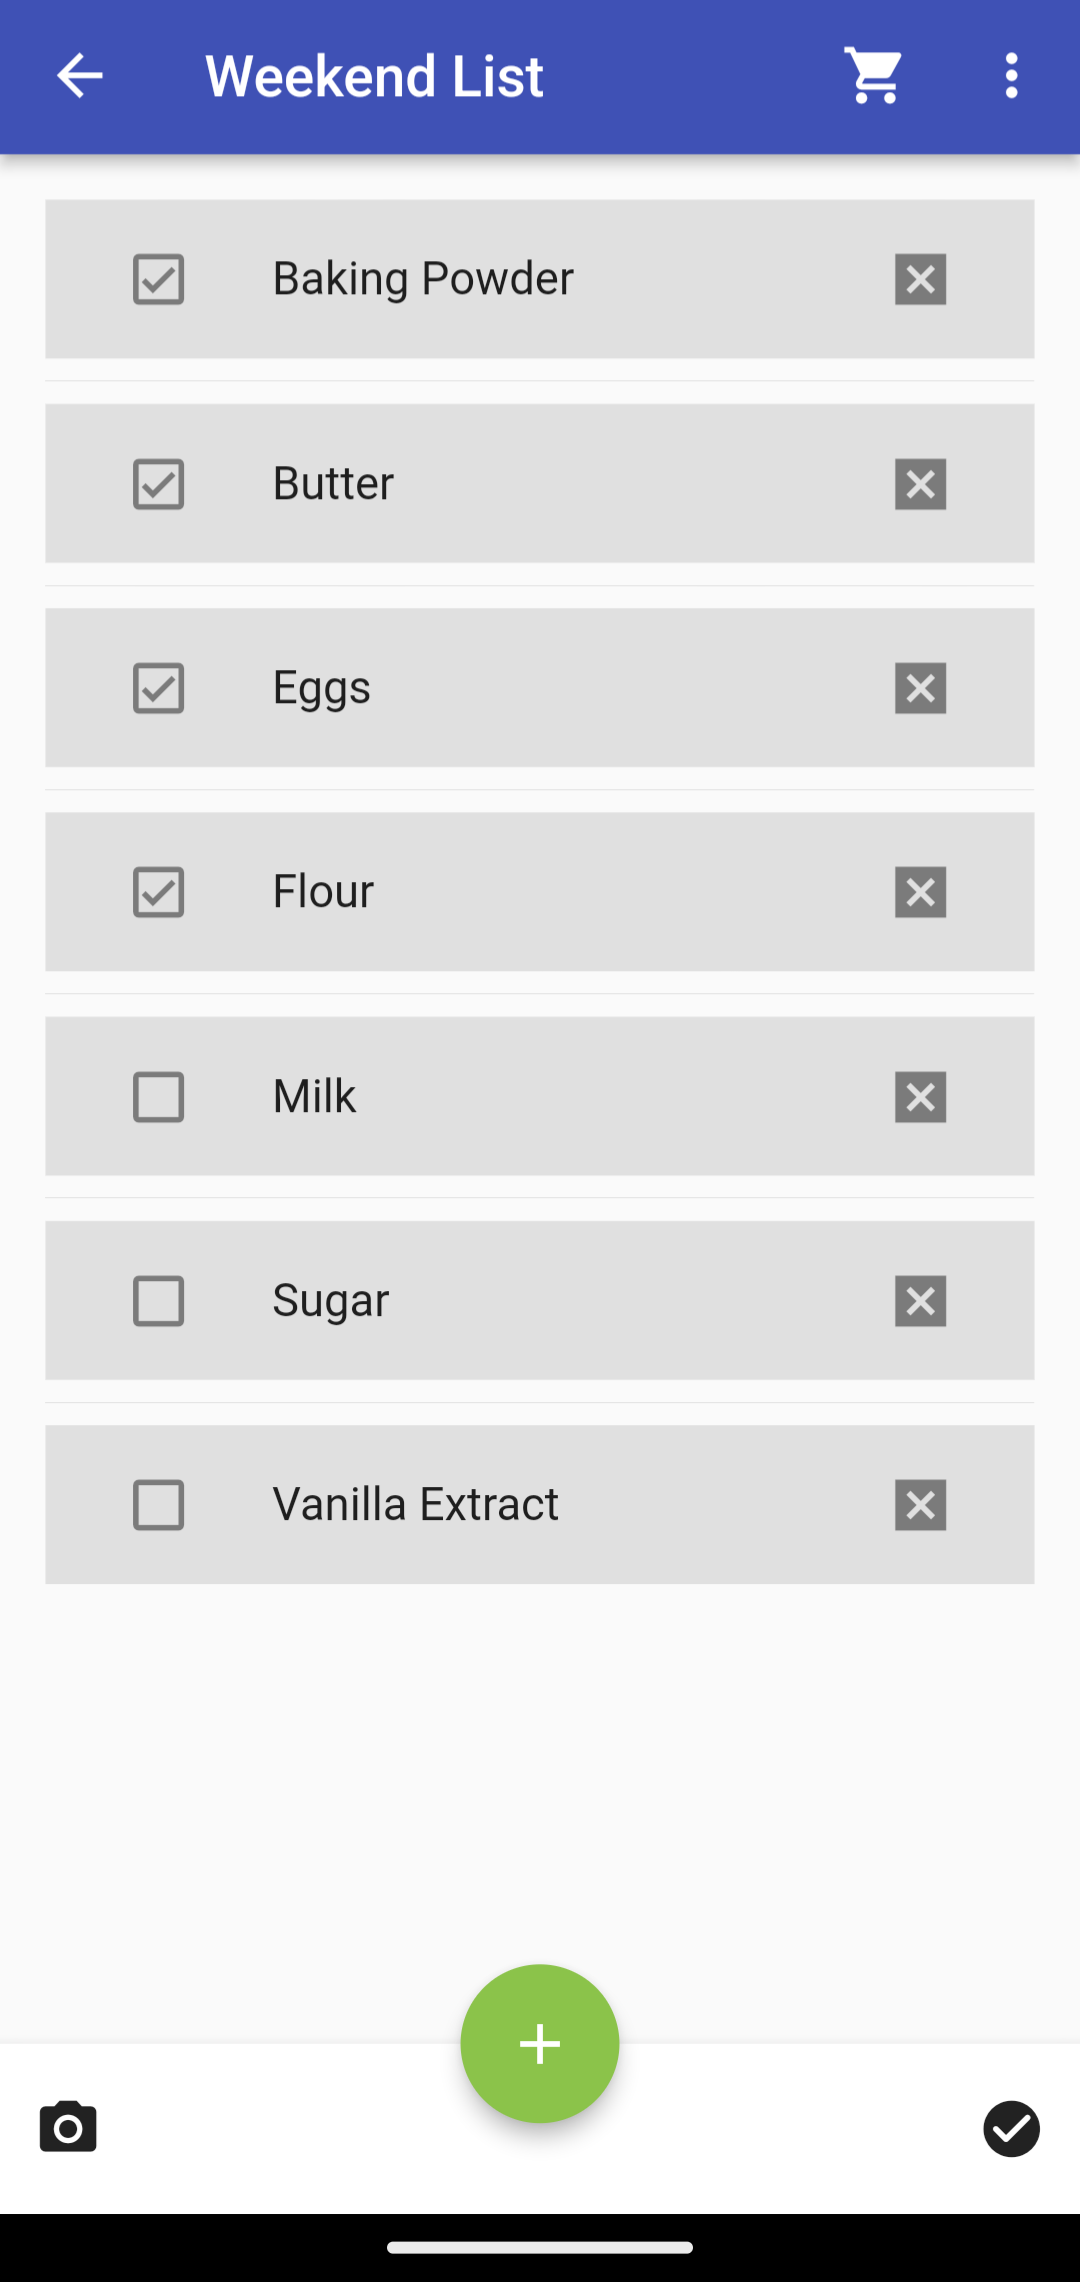 Weekend List
Baking Powder
Butter
Eggs
Flour
Milk
Sugar
Vanilla Extract